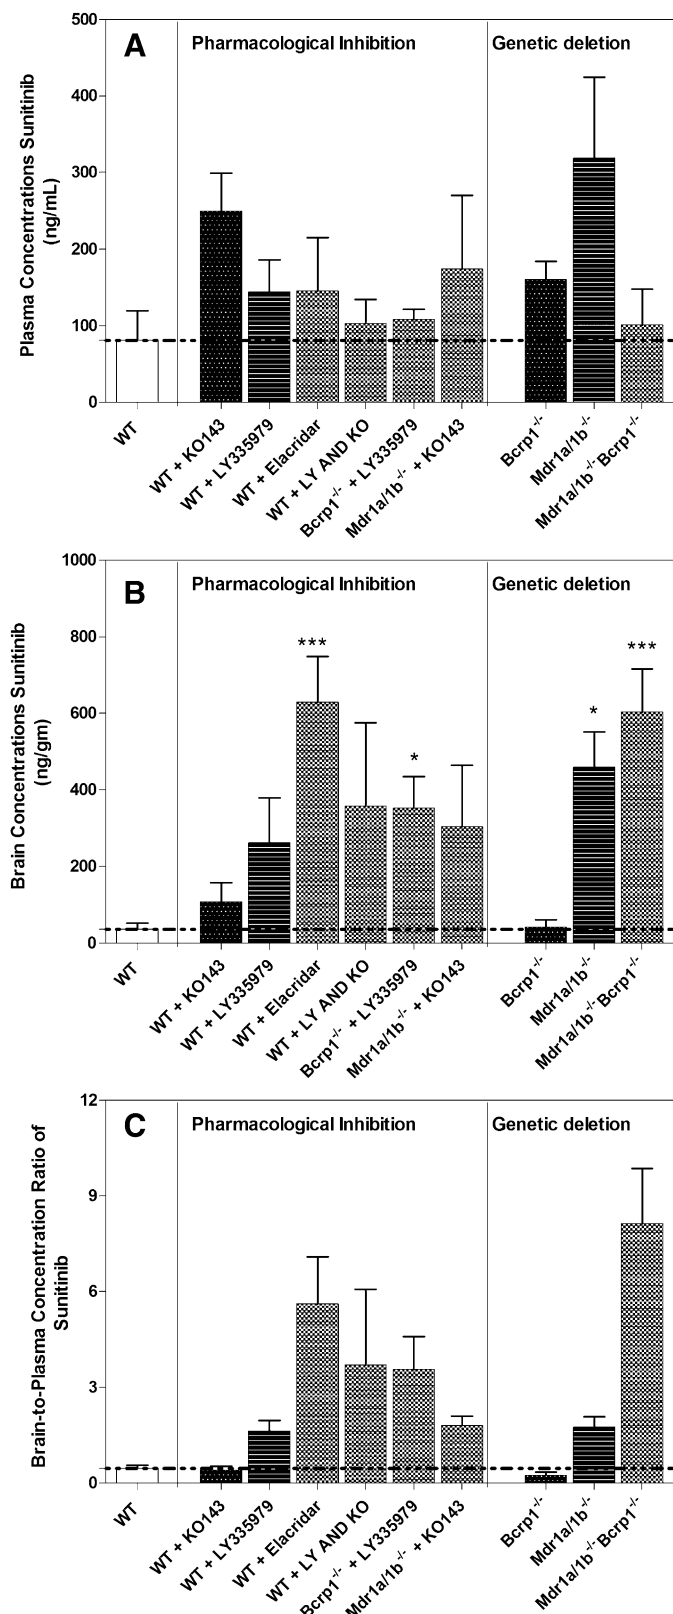 A
Pharmacological Inhibition
Genetic deletion
Plasma Concentrations Sunitinib
(ng/mL)
500
400
300
200
100
0
WT
WT + KO143
WT + LY335979
WT + Elacridar
WT + LY AND KO
Bcrp1-/- + LY335979
Mdr1a/1b-/- + KO143
Bcrp1-/-
Mdr1a/1b-/-
Mdr1a/1b-/- Bcrp1-/-
B
Pharmacological Inhibition
Genetic deletion
Brain Concentrations Sunitinib
(ng/gm)
1000
800
600
400
200
0
***
*
*
***
WT
WT + KO143
WT + LY335979
WT + Elacridar
WT + LY AND KO
Bcrp1-/- + LY335979
Mdr1a/1b-/- + KO143
Bcrp1-/-
Mdr1a/1b-/-
Mdr1a/1b-/- Bcrp1-/-
C
Pharmacological Inhibition
Genetic deletion
Brain-to-Plasma Concentration Ratio of
Sunitinib
12
9
6
3
0
WT
WT + KO143
WT + LY335979
WT + Elacridar
WT + LY AND KO
Bcrp1-/- + LY335979
Mdr1a/1b-/- + KO143
Bcrp1-/-
Mdr1a/1b-/-
Mdr1a/1b-/- Bcrp1-/-